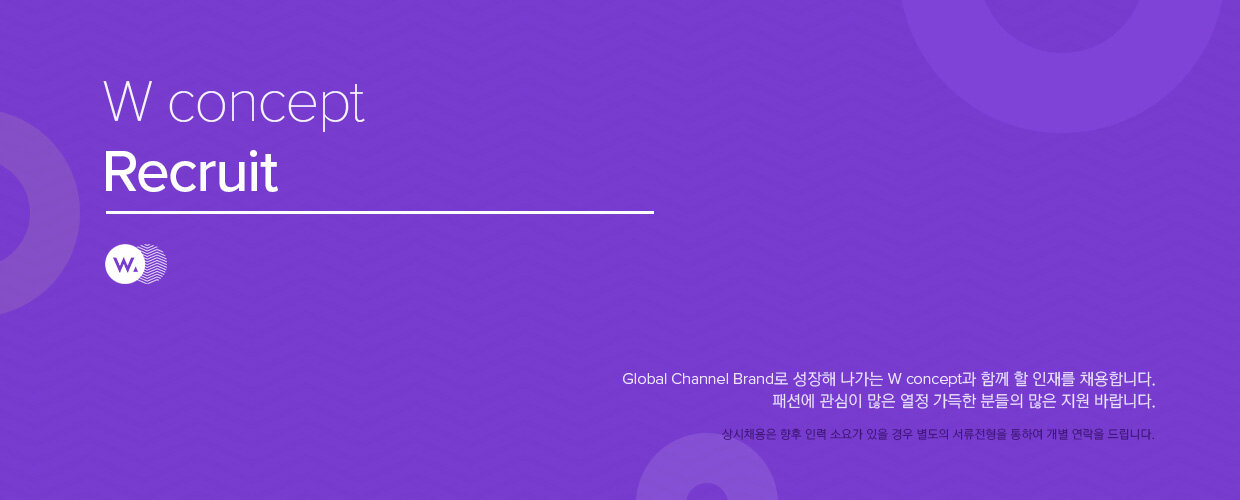 W concept
Recruit
W.
Global Channel Brand로 성장해 나가는 W concept과 함께 할 인재를 채용합니다.
패션에 관심이 많은 열정 가득한 분들의 많은 지원 바랍니다.
상시채용은 향후 인력 소요가 있을 경우 별도의 서류전형을 통하여 개별 연락을 드립니다.